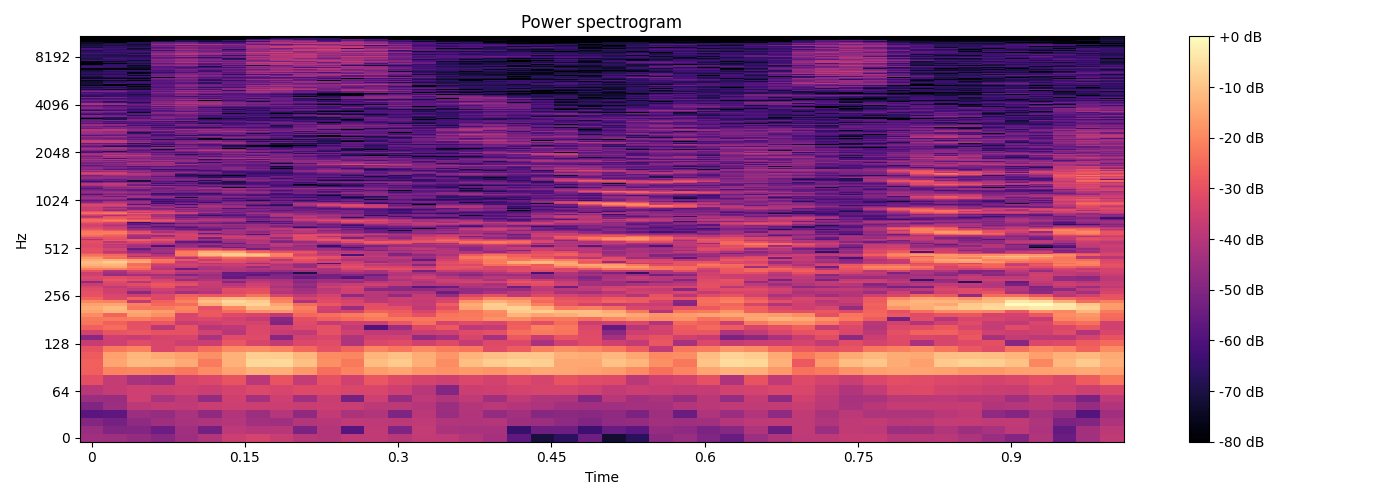 Power spectrogram
Hz
8192
4096
2048
1024
512
256
128
64
0
0 0.15 0.3 0.45 0.6 0.75 0.9
Time
+0 dB
-10 dB
-20 dB
-30 dB
-40 dB
-50 dB
-60 dB
-70 dB
-80 dB